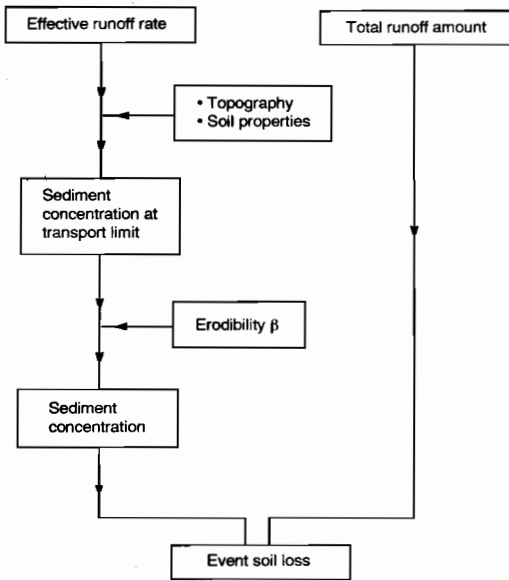 Effective runoff rate
Total runoff amount
• Topography
• Soil properties
Sediment
concentration at
transport limit
Erodibility β
Sediment
concentration
Event soil loss